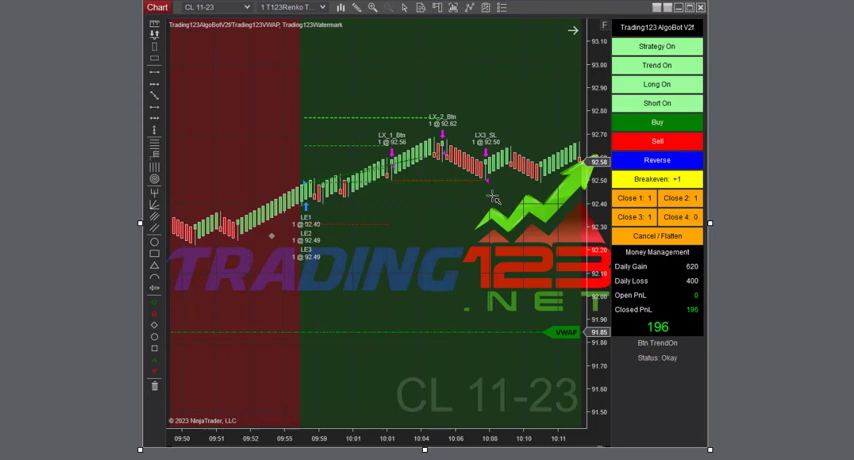 Chart CL 11-23 1 T123Renko T...
Trading123AlgoBotV2f/Trading123VWAP, Trading123Watermark
F
93.10
93.00
92.90
92.80
92.70
92.58
92.50
92.40
92.30
92.20
92.10
92.00
91.90
91.85
91.80
91.70
91.60
91.50
LX_1_Btn
1 @ 92.56
LX_2_Btn
1 @ 92.62
LX3_SL
1 @ 92.50
LE1
LE2
1 @ 92.49
LE3
1 @ 92.49
TRADING123
.NET
VWAP
CL 11-23
© 2023 NinjaTrader, LLC
09:50 09:51 09:52 09:55 09:59 10:01 10:04 10:06 10:08 10:10 10:11
Trading123 AlgoBot V2f
Strategy On
Trend On
Long On
Short On
Buy
Sell
Reverse
Breakeven: +1
Close 1: 1 Close 2: 1
Close 3: 1 Close 4: 0
Cancel / Flatten
Money Management
Daily Gain 620
Daily Loss 400
Open PnL 0
Closed PnL 196
196
Btn TrendOn
Status: Okay